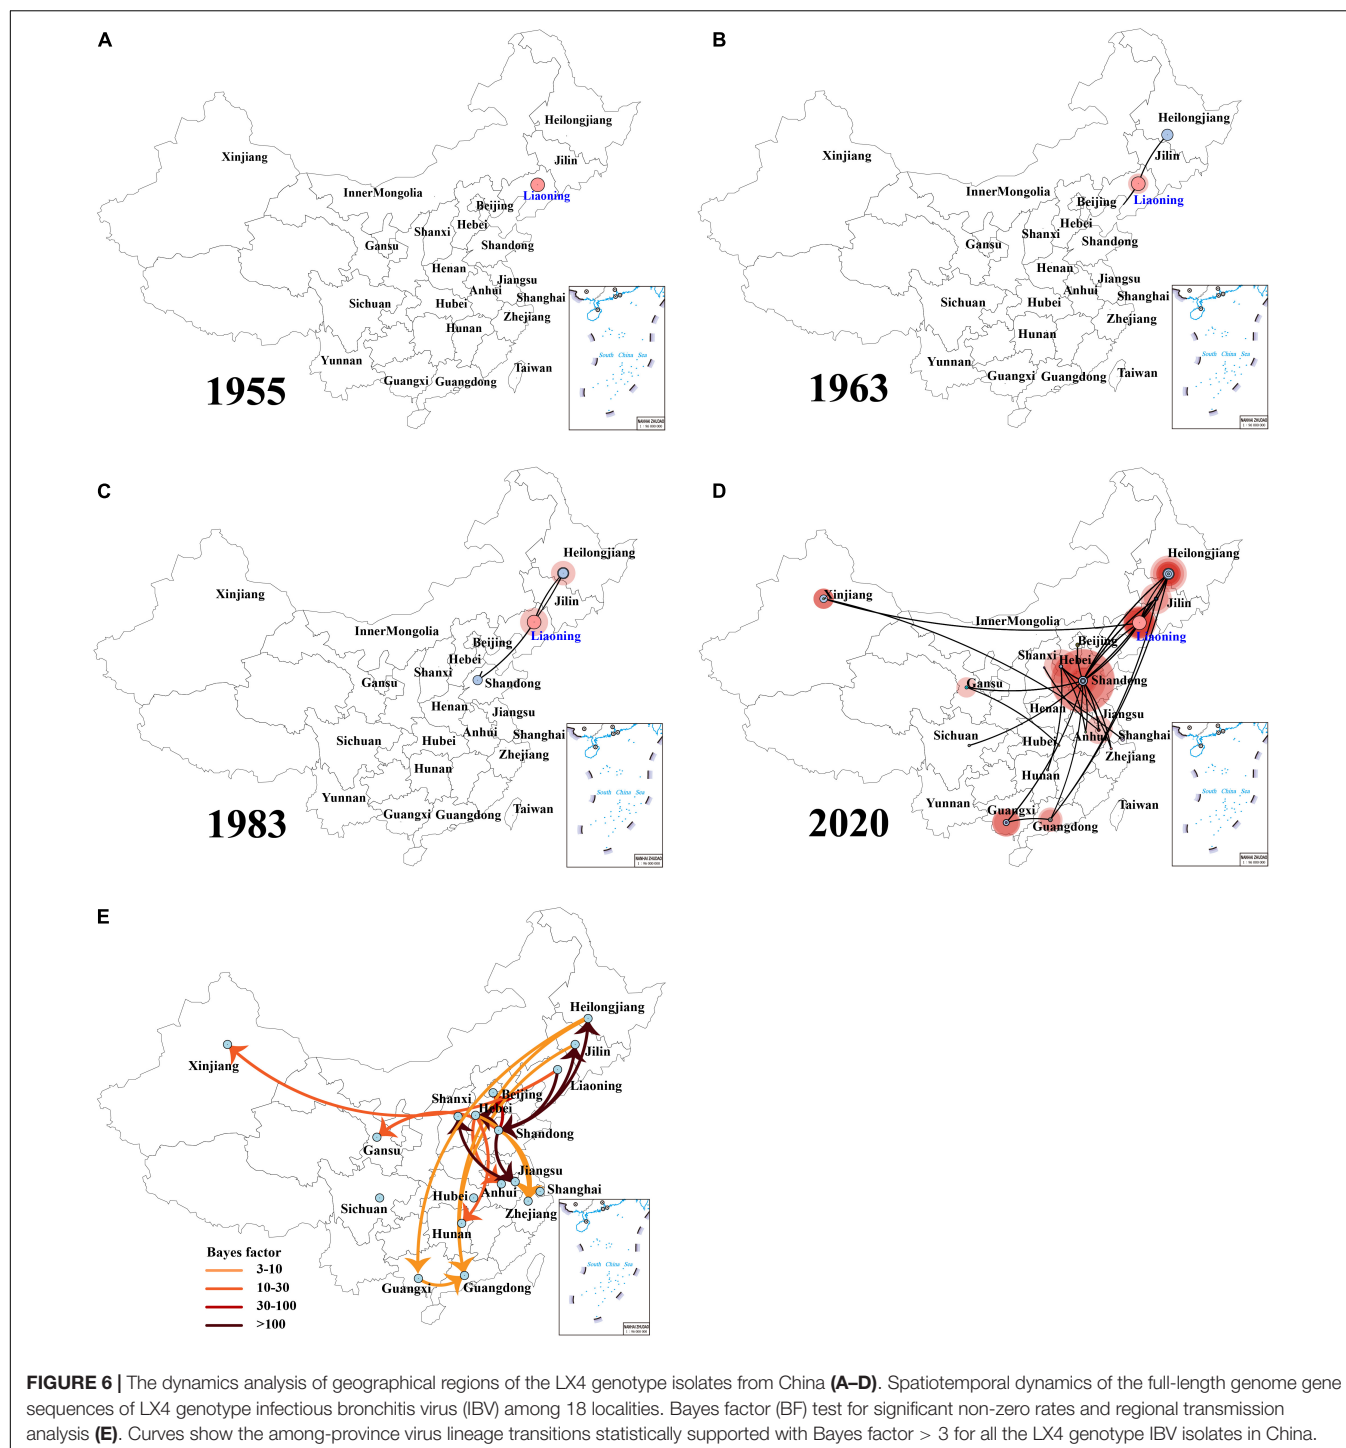 A
Heilongjiang
Xinjiang
Jilin
InnerMongolia
Liaoning
Beijing
Hebei
Shanxi
Gansu
Shandong
Henan
Jiangsu
Anhui
Shanghai
Sichuan
Hubei
Zhejiang
Hunan
Yunnan
Taiwan
Guangxi
Guangdong
1955
South China Sea
NANHAI ZHUDAO
B
Heilongjiang
Xinjiang
Jilin
InnerMongolia
Liaoning
Beijing
Hebei
Shanxi
Gansu
Shandong
Henan
Jiangsu
Anhui
Shanghai
Sichuan
Hubei
Zhejiang
Hunan
Yunnan
Taiwan
Guangxi
Guangdong
1963
South China Sea
NANHAI ZHUDAO
C
Heilongjiang
Xinjiang
Jilin
InnerMongolia
Liaoning
Beijing
Hebei
Shanxi
Gansu
Shandong
Henan
Jiangsu
Anhui
Shanghai
Sichuan
Hubei
Zhejiang
Hunan
Yunnan
Taiwan
Guangxi
Guangdong
1983
South China Sea
NANHAI ZHUDAO
D
Heilongjiang
Xinjiang
Jilin
InnerMongolia
Liaoning
Beijing
Shanxi
Hebei
Gansu
Shandong
Henan
Jiangsu
Anhui
Shanghai
Sichuan
Hubei
Zhejiang
Hunan
Yunnan
Taiwan
Guangxi
Guangdong
2020
South China Sea
NANHAI ZHUDAO
E
Heilongjiang
Xinjiang
Jilin
Liaoning
Beijing
Shanxi
Hebei
Shandong
Gansu
Jiangsu
Anhui
Shanghai
Hubei
Sichuan
Zhejiang
Hunan
Guangxi
Guangdong
Bayes factor
3-10
10-30
30-100
>100
South China Sea
NANHAI ZHUDAO
FIGURE 6 | The dynamics analysis of geographical regions of the LX4 genotype isolates from China (A–D). Spatiotemporal dynamics of the full-length genome gene
sequences of LX4 genotype infectious bronchitis virus (IBV) among 18 localities. Bayes factor (BF) test for significant non-zero rates and regional transmission
analysis (E). Curves show the among-province virus lineage transitions statistically supported with Bayes factor > 3 for all the LX4 genotype IBV isolates in China.